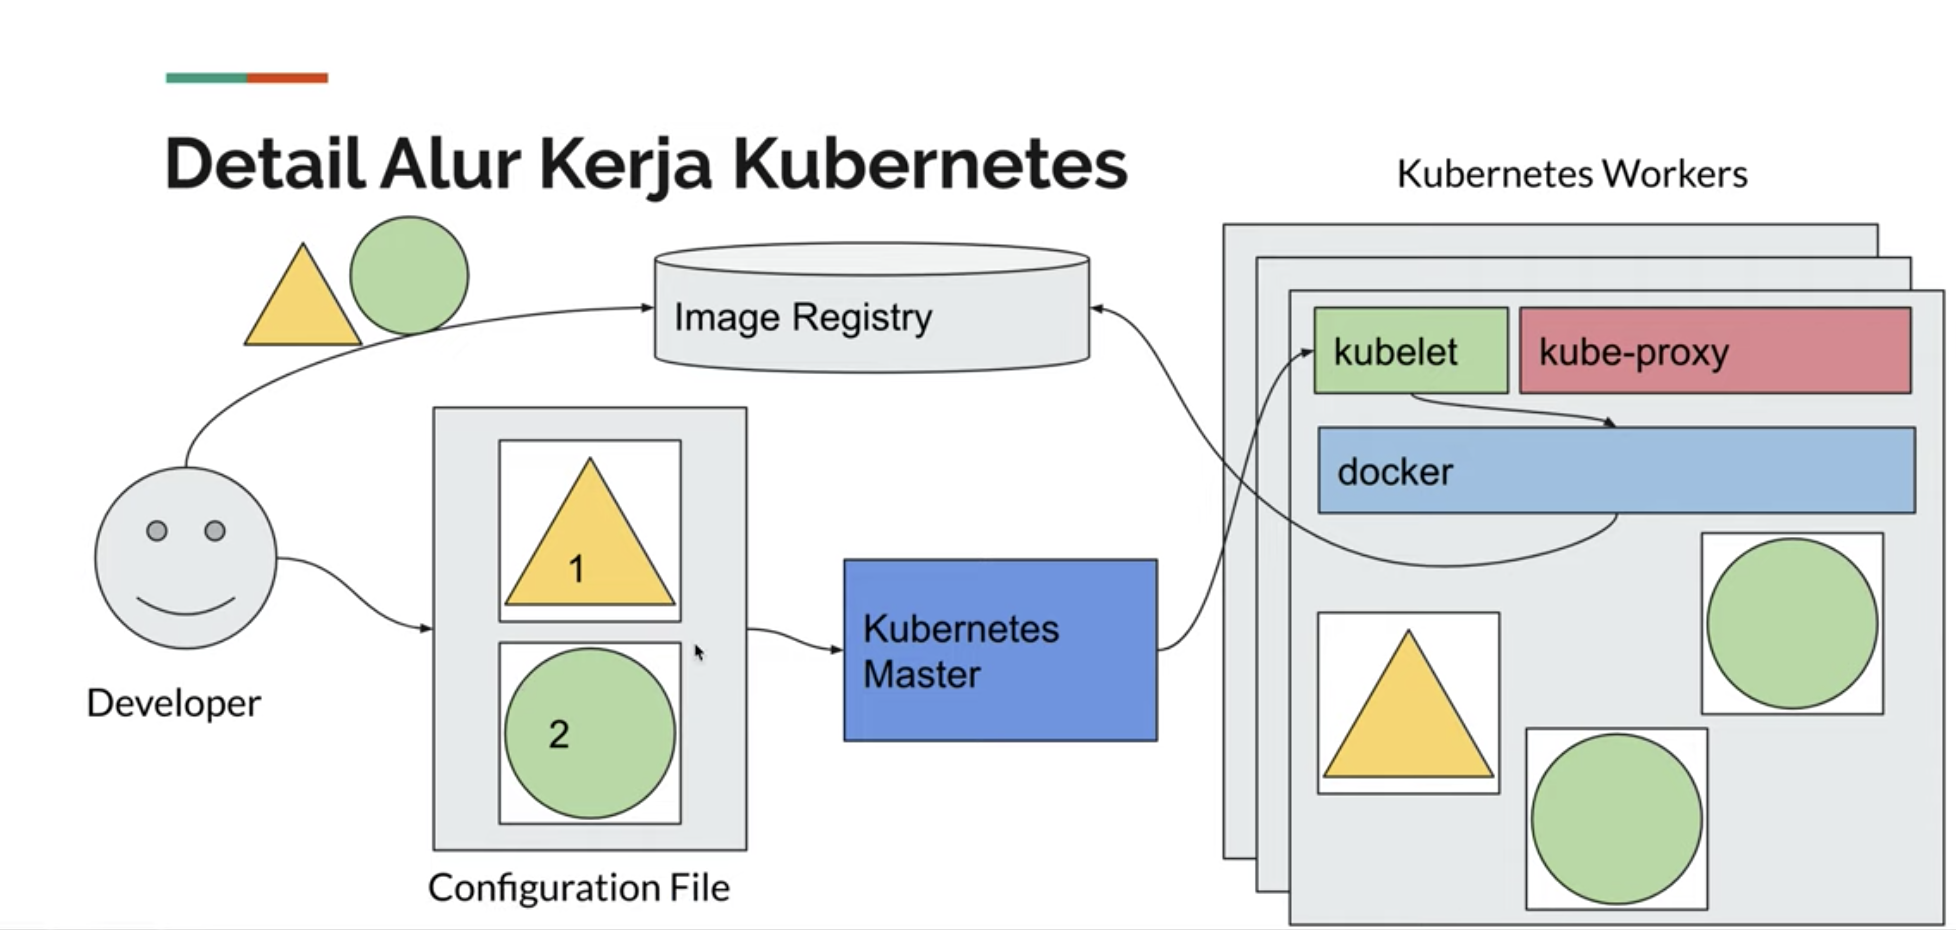 Detail Alur Kerja Kubernetes
Kubernetes Workers
Image Registry
kubelet
kube-proxy
docker
1
2
Kubernetes
Master
Developer
Configuration File